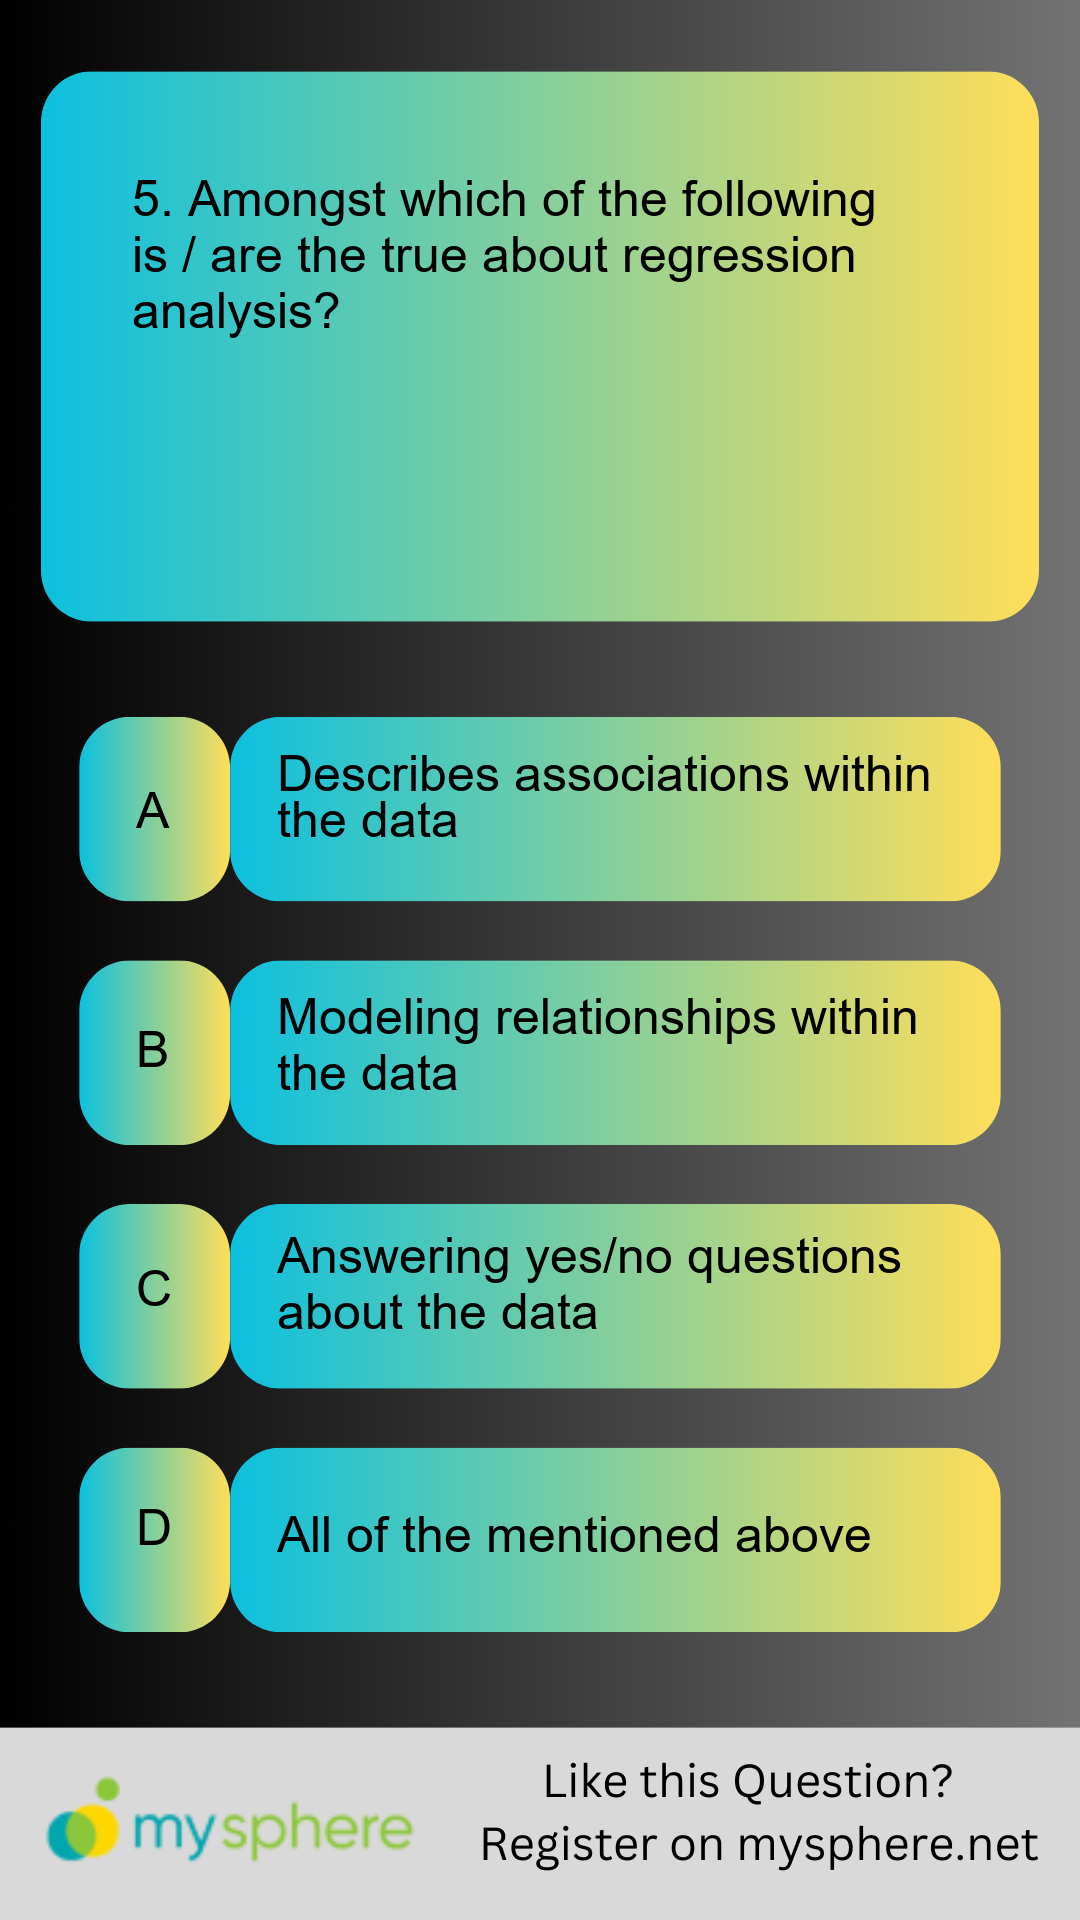 5. Amongst which of the following
is / are the true about regression
analysis?
A
Describes associations within
the data
B
Modeling relationships within
the data
C
Answering yes/no questions
about the data
D
All of the mentioned above
mysphere
Like this Question?
Register on mysphere.net